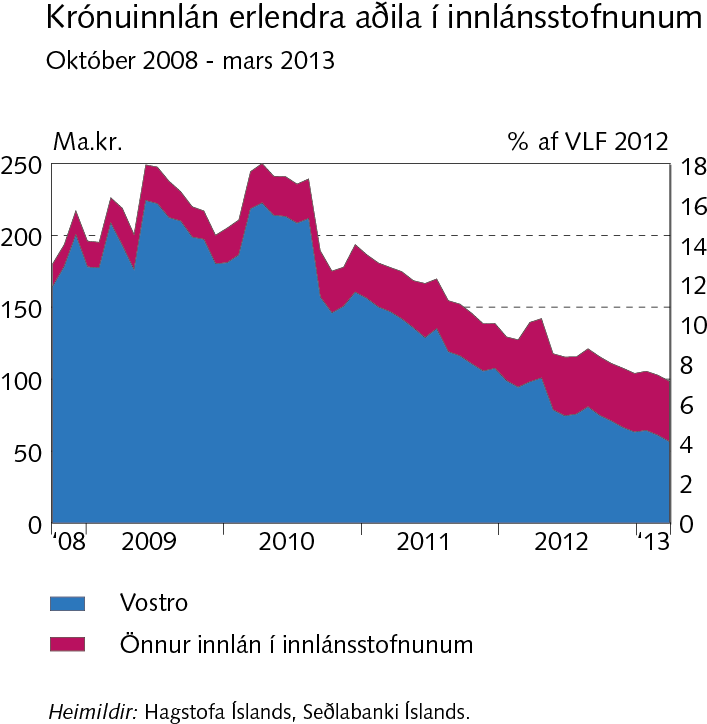 Krónuinnlán erlendra aðila í innlánsstofnunum
Október 2008 - mars 2013
Ma.kr.
% af VLF 2012
250
200
150
100
50
0
18
16
14
12
10
8
6
4
2
0
'08 2009 2010 2011 2012 '13
Vostro
Önnur innlán í innlánsstofnunum
Heimildir: Hagstofa Íslands, Seðlabanki Íslands.